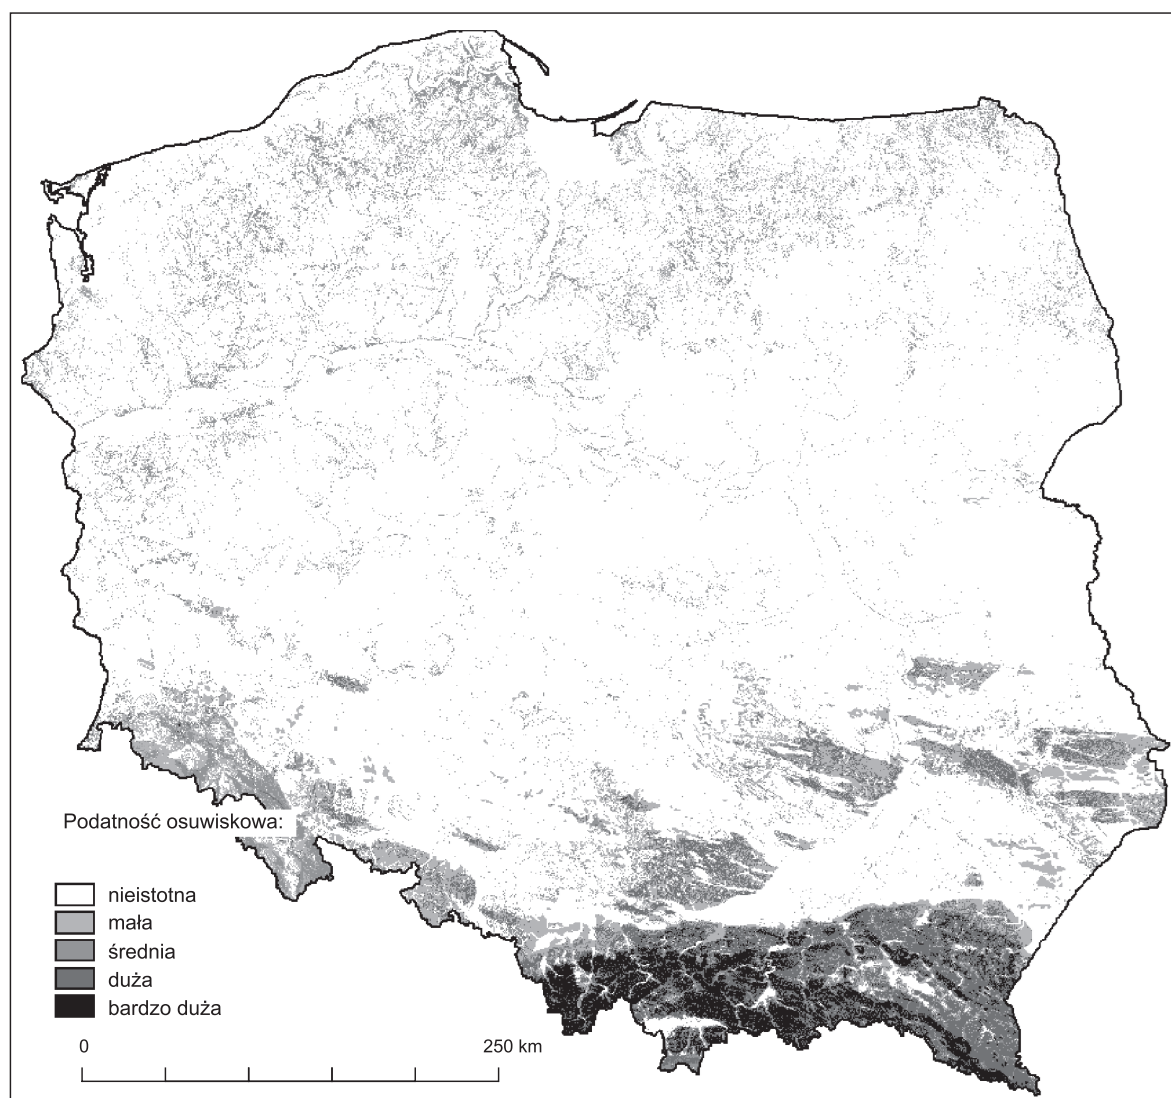 Podatność osuwiskowa:
nieistotna
mała
średnia
duża
bardzo duża
0 250 km